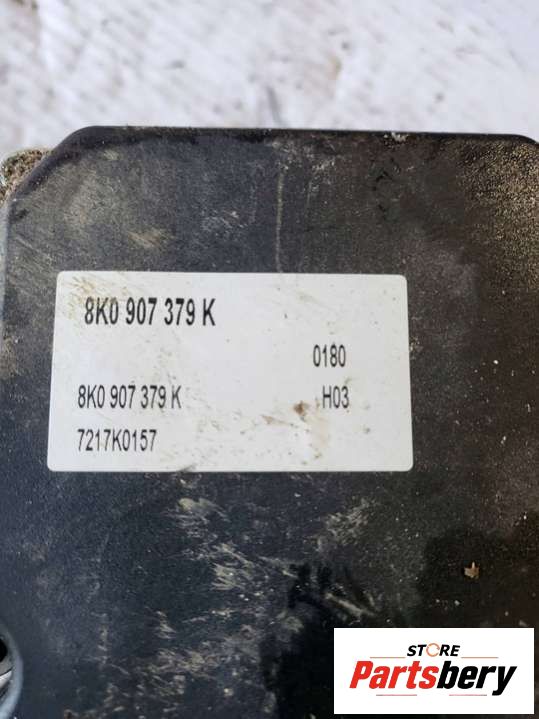 8K0 907 379 K
0180
8K0 907 379 K H03
7217K0157
STORE
Partsbery